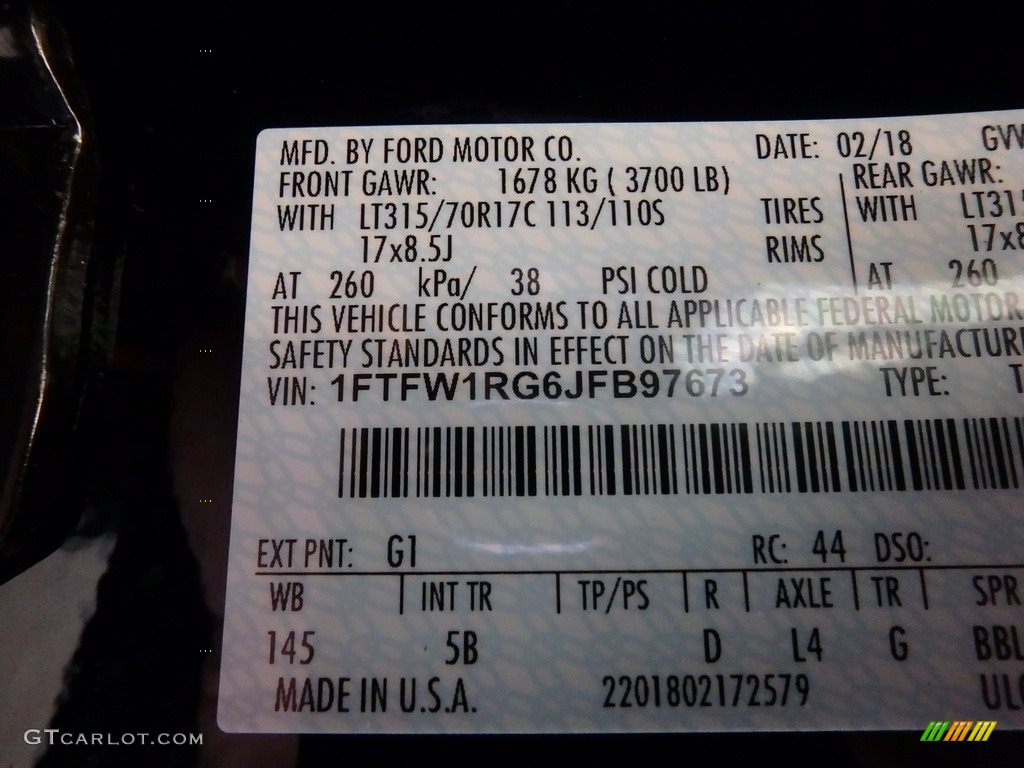 MFD. BY FORD MOTOR CO. DATE: 02/18
FRONT GAWR: 1678 KG ( 3700 LB) REAR GAWR:
WITH LT315/70R17C 113/110S TIRES WITH
17x8.5J RIMS
AT 260 kPa/ 38 PSI COLD AT 260
THIS VEHICLE CONFORMS TO ALL APPLICABLE FEDERAL MOTOR
SAFETY STANDARDS IN EFFECT ON THE DATE OF
VIN: 1FTFW1RG6JFB97673 TYPE:
EXT PNT: G1 RC: 44 DSO:
WB INT TR TP/PS R AXLE TR SPR
145 5B D L4 G
MADE IN U.S.A. 2201802172579
GTCARLOT.COM